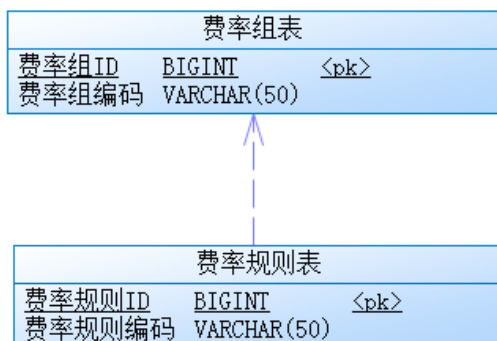 费率组表
费率组ID BIGINT <pk>
费率组编码 VARCHAR(50)
费率规则表
费率规则ID BIGINT <pk>
费率规则编码 VARCHAR(50)